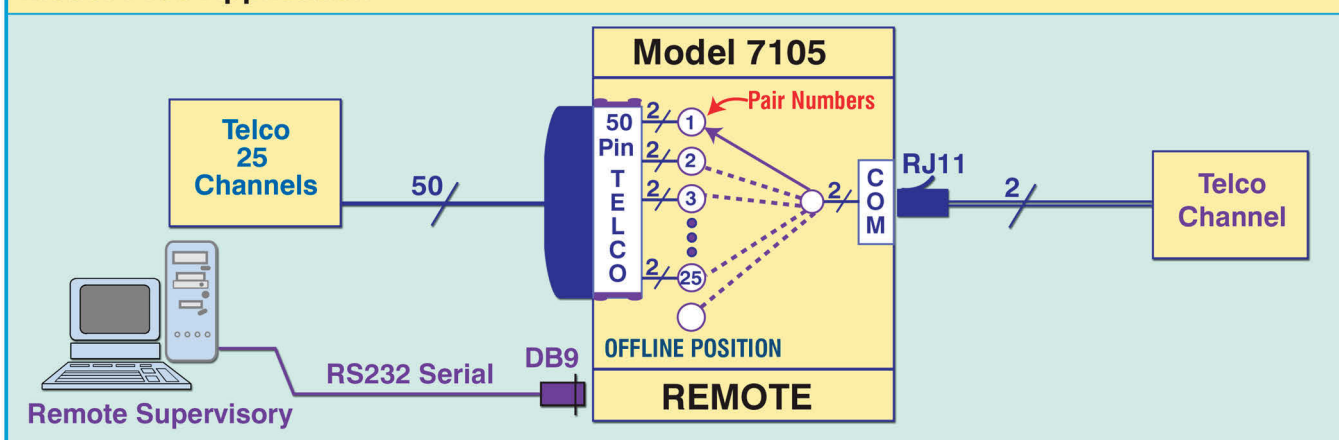 Model 7105
Pair Numbers
Telco
25
Channels
50
50
Pin
TELCO
2
1
2
2
2
3
2
25
2
COM
RJ11
2
Telco
Channel
OFFLINE POSITION
DB9
RS232 Serial
REMOTE
Remote Supervisory